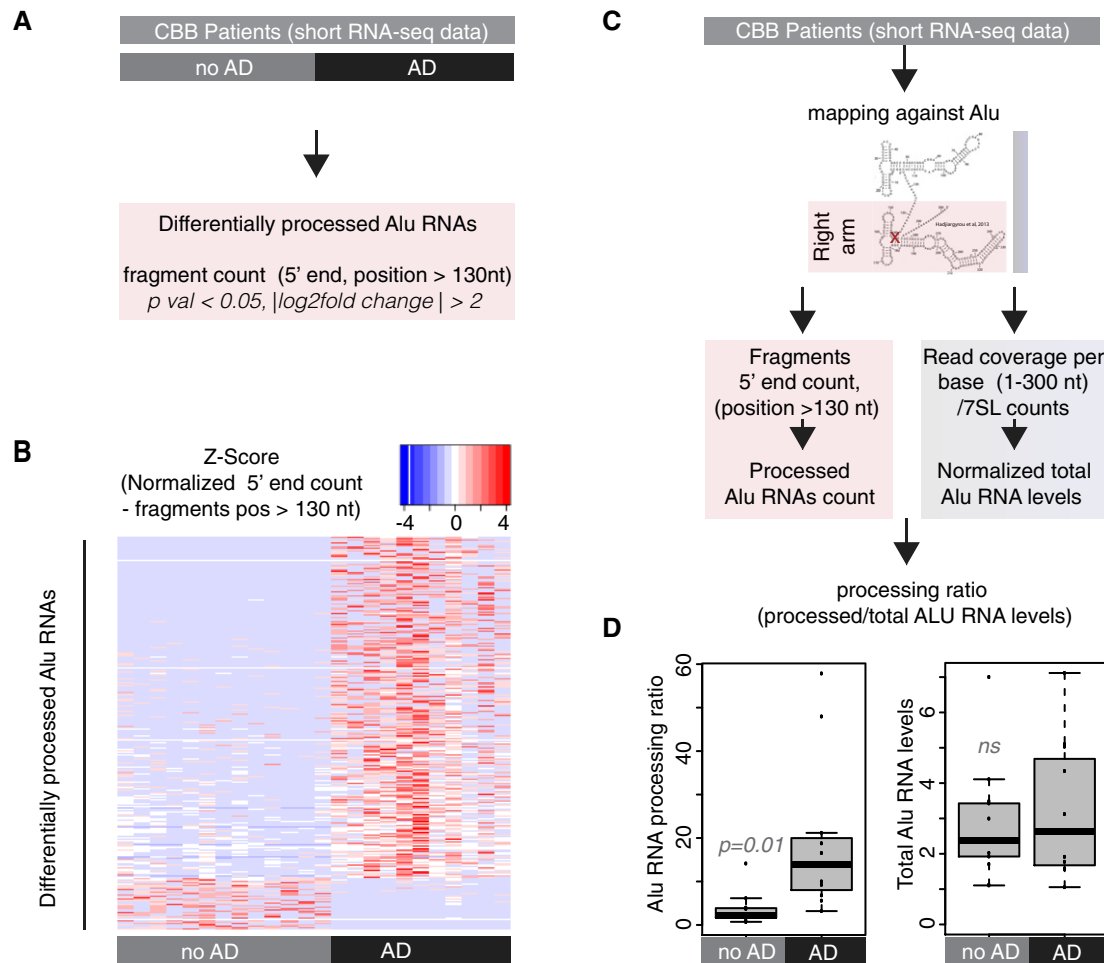 A
CBB Patients (short RNA-seq data)
no AD
AD
Differentially processed Alu RNAs
fragment count (5' end, position > 130nt)
p val < 0.05, |log2fold change | > 2
B
Z-Score
(Normalized 5' end count
- fragments pos > 130 nt)
-4
0
4
Differentially processed Alu RNAs
no AD
AD
C
CBB Patients (short RNA-seq data)
mapping against Alu
Right
arm
X
Hadjiargyrou et al, 2013
Fragments
5' end count,
(position >130 nt)
Processed
Alu RNAs count
Read coverage per
base (1-300 nt)
/7SL counts
Normalized total
Alu RNA levels
processing ratio
(processed/total ALU RNA levels)
D
Alu RNA processing ratio
60
40
20
0
p=0.01
no AD
AD
Total Alu RNA levels
6
4
2
0
ns
no AD
AD